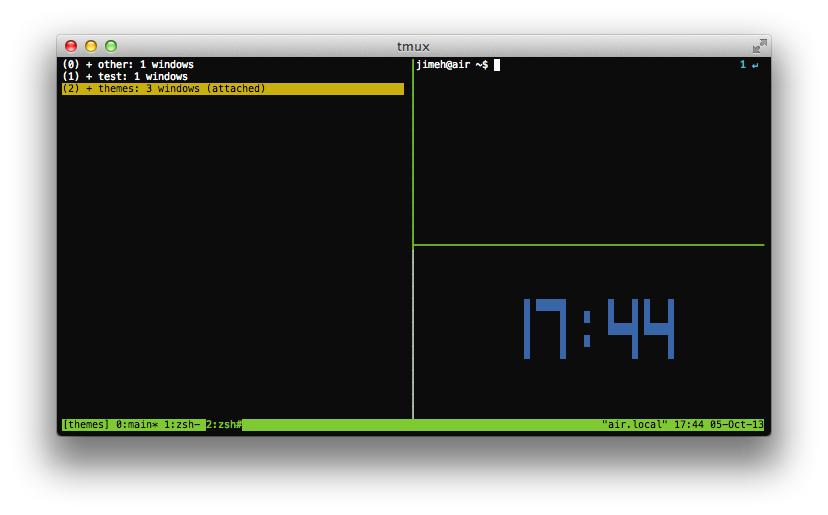 tmux
(0) + other: 1 windows
(1) + test: 1 windows
(2) + themes: 3 windows (attached)
jimeh@air ~$
1 ↵
17:44
[themes] 0:main* 1:zsh- 2:zsh# "air.local" 17:44 05-Oct-13